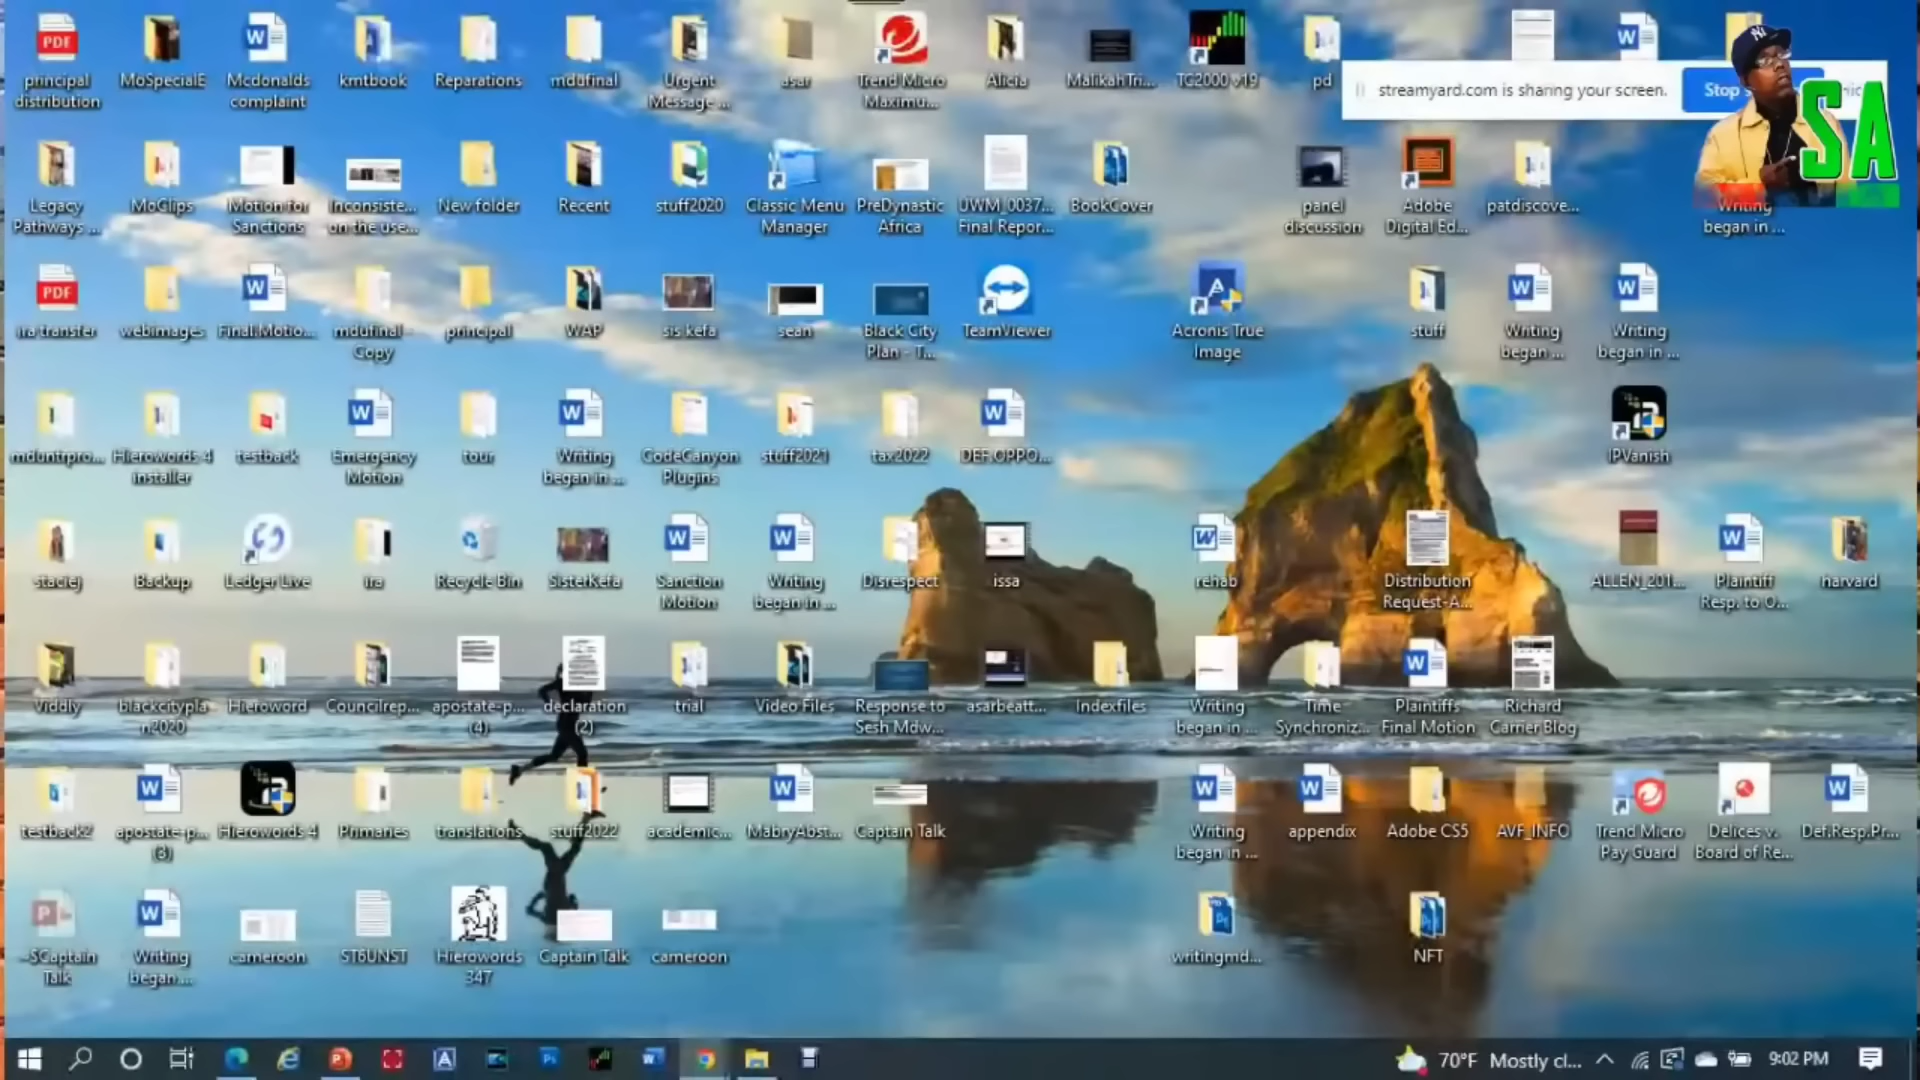 principal
distribution
MoSpecialE
Mcdonalds
complaint
kmtbook
Reparations
mdufinal
Urgent
Message ...
asar
Trend Micro
Maximu...
Alicia
MalikahTri...
TC2000 v19
pd
streamyard.com is sharing your screen.
Stop
SA
Legacy
Pathways ...
MoClips
Motion for
Sanctions
Inconsiste...
on the use...
New folder
Recent
stuff2020
Classic Menu
Manager
PreDynastic
Africa
UWM_0037...
Final Repor...
BookCover
panel
discussion
Adobe
Digital Ed...
patdiscove...
Writing
began in ...
ira transfer
webimages
Final.Motio...
mdufinal -
Copy
principal
WAP
sis kefa
sean
Black City
Plan - T...
TeamViewer
Acronis True
Image
stuff
Writing
began ...
Writing
began in ...
mduntrpro...
Hierowords 4
installer
testback
Emergency
Motion
tour
Writing
began in ...
CodeCanyon
Plugins
stuff2021
tax2022
DEF.OPPO...
IPVanish
staciej
Backup
Ledger Live
ira
Recycle Bin
SisterKefa
Sanction
Motion
Writing
began in ...
Disrespect
issa
rehab
Distribution
Request-A...
ALLEN_201...
Plaintiff
Resp. to O...
harvard
Viddly
blackcitypla
n2020
Hieroword
Councilrep...
apostate-p...
(4)
declaration
(2)
trial
Video Files
Response to
Sesh Mdw...
asarbeatt...
Indexfiles
Writing
began in ...
Time
Synchroniz...
Plaintiffs
Final Motion
Richard
Carrier Blog
testback2
apostate-p...
(3)
Hierowords 4
Primaries
translations
stuff2022
academic...
MabryAbst...
Captain Talk
Writing
began in ...
appendix
Adobe CS5
AVF_INFO
Trend Micro
Pay Guard
Delices v.
Board of Re...
Def.Resp.Pr...
~$Captain
Talk
Writing
began....
cameroon
ST6UNST
Hierowords
347
Captain Talk
cameroon
writingmd...
NFT
70°F Mostly cl...
9:02 PM